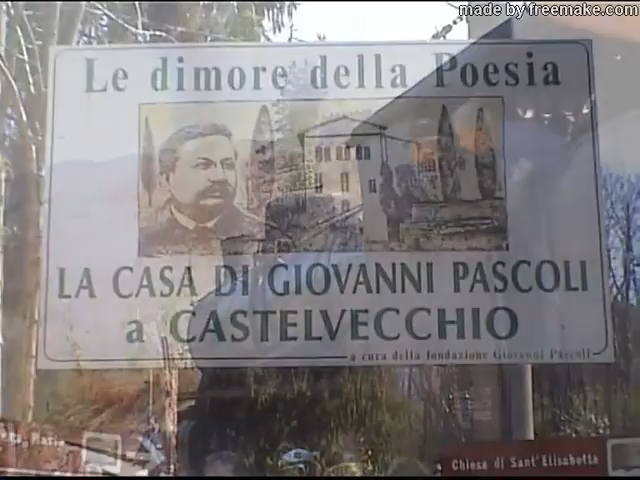 made by freemake.com
Le dimore della Poesia
LA CASA DI GIOVANNI PASCOLI
a CASTELVECCHIO
a cura della fondazione Giovanni Pascoli
Chiesa di Sant'Elisabetta